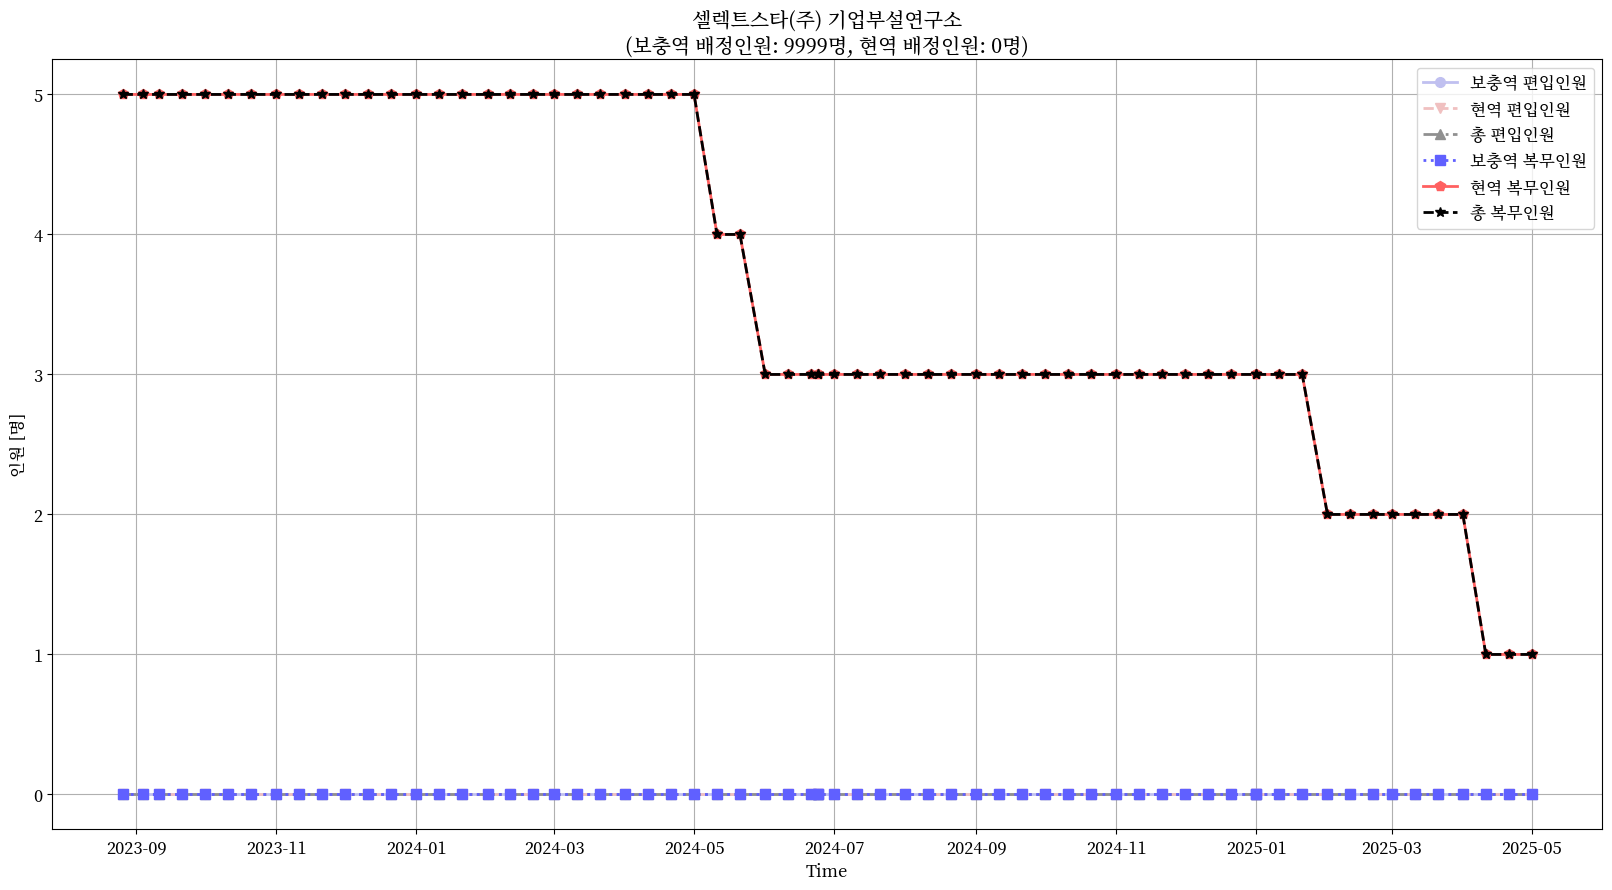 셀렉트스타(주) 기업부설연구소
(보충역 배정인원: 9999명, 현역 배정인원: 0명)
보충역 편입인원
현역 편입인원
총 편입인원
보충역 복무인원
현역 복무인원
총 복무인원
인원 [명]
5
4
3
2
1
0
2023-09 2023-11 2024-01 2024-03 2024-05 2024-07 2024-09 2024-11 2025-01 2025-03 2025-05
Time